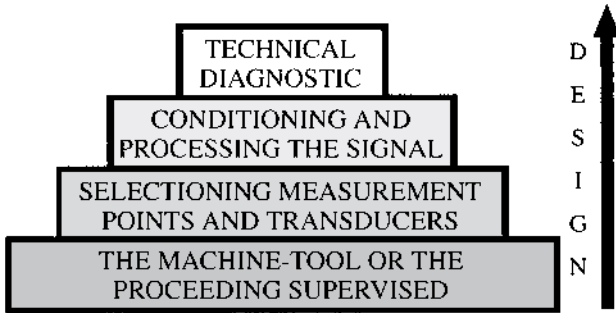 TECHNICAL
DIAGNOSTIC
CONDITIONING AND
PROCESSING THE SIGNAL
SELECTIONING MEASUREMENT
POINTS AND TRANSDUCERS
THE MACHINE-TOOL OR THE
PROCEEDING SUPERVISED
D
E
S
I
G
N